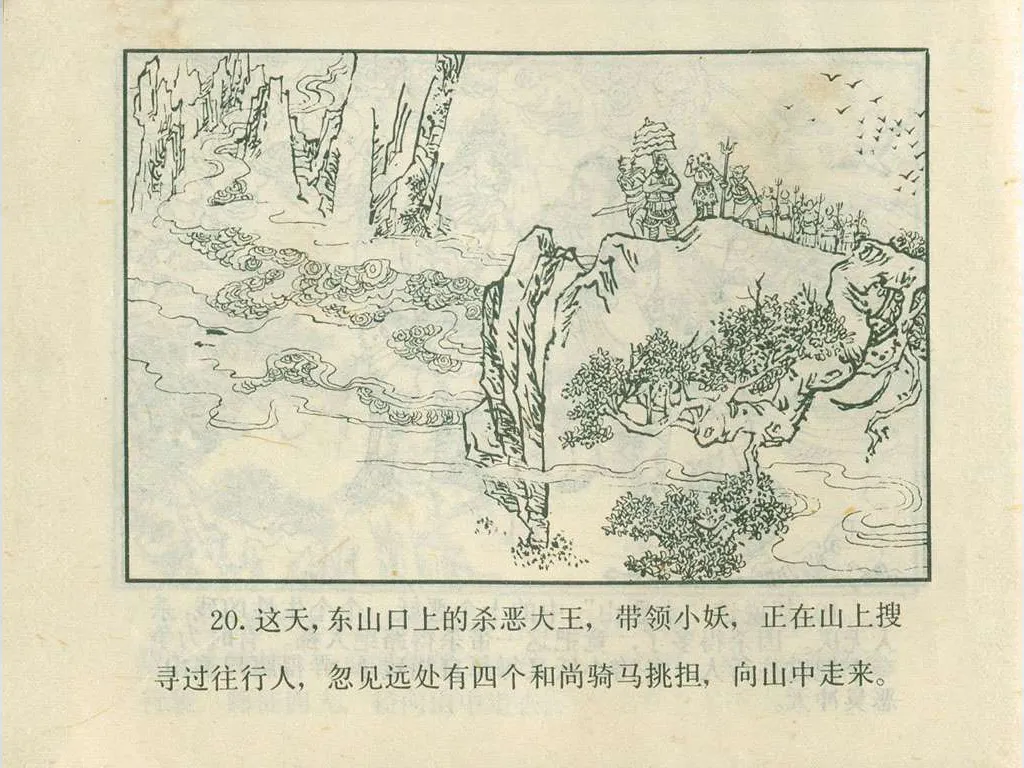 20. 这天，东山口上的杀恶大王，带领小妖，正在山上搜
寻过往行人，忽见远处有四个和尚骑马挑担，向山中走来。